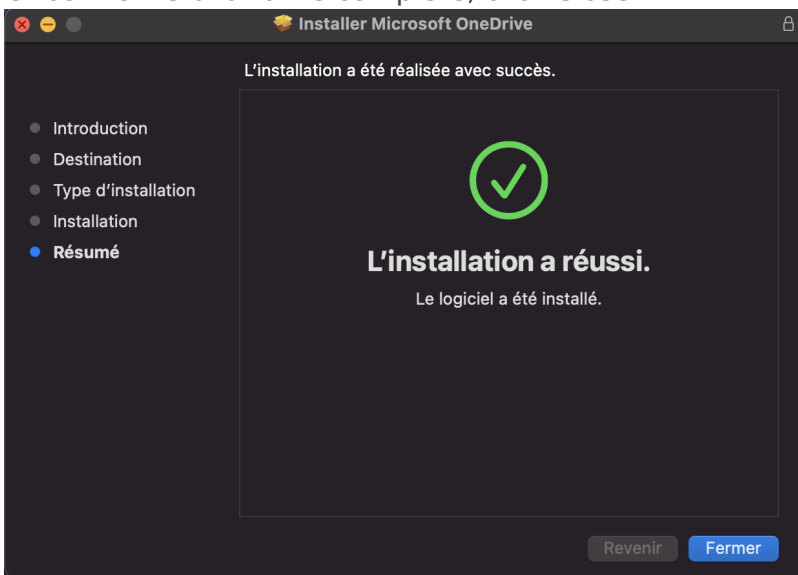 Installer Microsoft OneDrive
L'installation a été réalisée avec succès.
Introduction
Destination
Type d'installation
Installation
Résumé
L'installation a réussi.
Le logiciel a été installé.
Revenir
Fermer